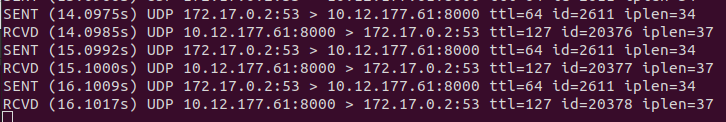 SENT (14.0975s) UDP 172.17.0.2:53 > 10.12.177.61:8000 ttl=64 id=2611 iplen=34
RCVD (14.0985s) UDP 10.12.177.61:8000 > 172.17.0.2:53 ttl=127 id=20376 iplen=37
SENT (15.0992s) UDP 172.17.0.2:53 > 10.12.177.61:8000 ttl=64 id=2611 iplen=34
RCVD (15.1000s) UDP 10.12.177.61:8000 > 172.17.0.2:53 ttl=127 id=20377 iplen=37
SENT (16.1009s) UDP 172.17.0.2:53 > 10.12.177.61:8000 ttl=64 id=2611 iplen=34
RCVD (16.1017s) UDP 10.12.177.61:8000 > 172.17.0.2:53 ttl=127 id=20378 iplen=37